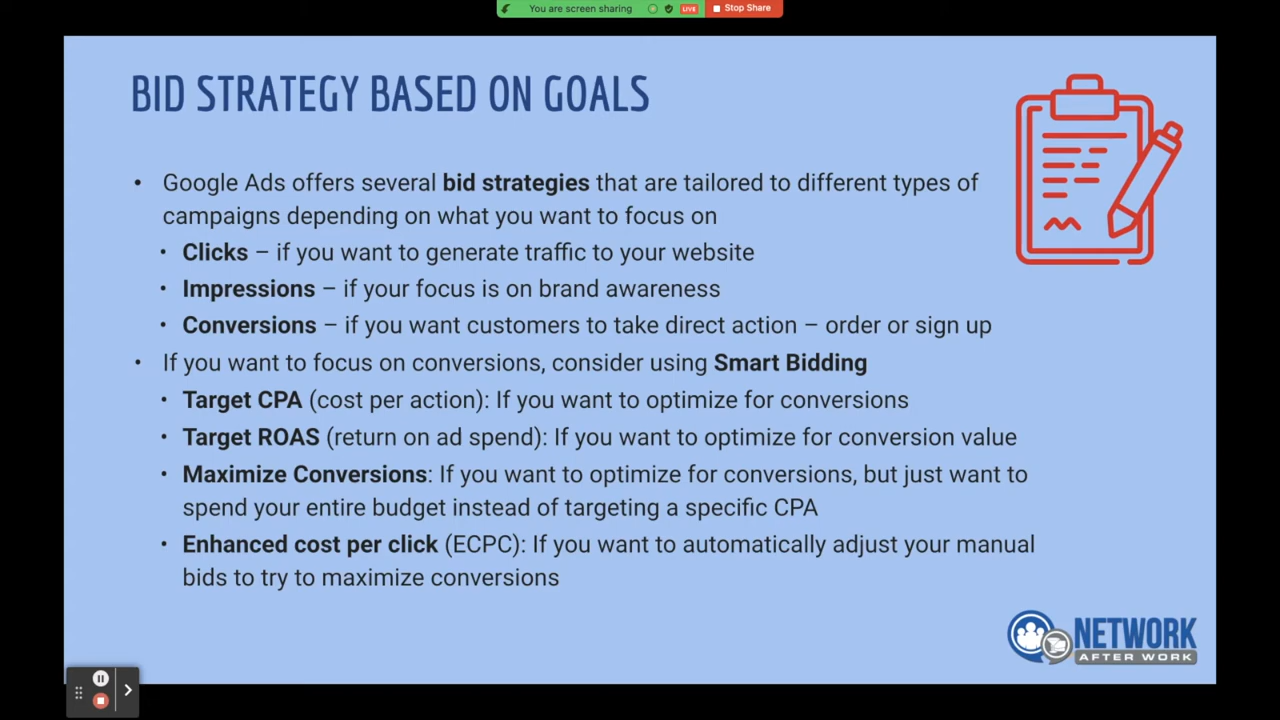 You are screen sharing
LIVE
Stop Share
BID STRATEGY BASED ON GOALS
• Google Ads offers several bid strategies that are tailored to different types of
campaigns depending on what you want to focus on
• Clicks – if you want to generate traffic to your website
• Impressions – if your focus is on brand awareness
• Conversions – if you want customers to take direct action – order or sign up
• If you want to focus on conversions, consider using Smart Bidding
• Target CPA (cost per action): If you want to optimize for conversions
• Target ROAS (return on ad spend): If you want to optimize for conversion value
• Maximize Conversions: If you want to optimize for conversions, but just want to
spend your entire budget instead of targeting a specific CPA
• Enhanced cost per click (ECPC): If you want to automatically adjust your manual
bids to try to maximize conversions
NETWORK
AFTER WORK